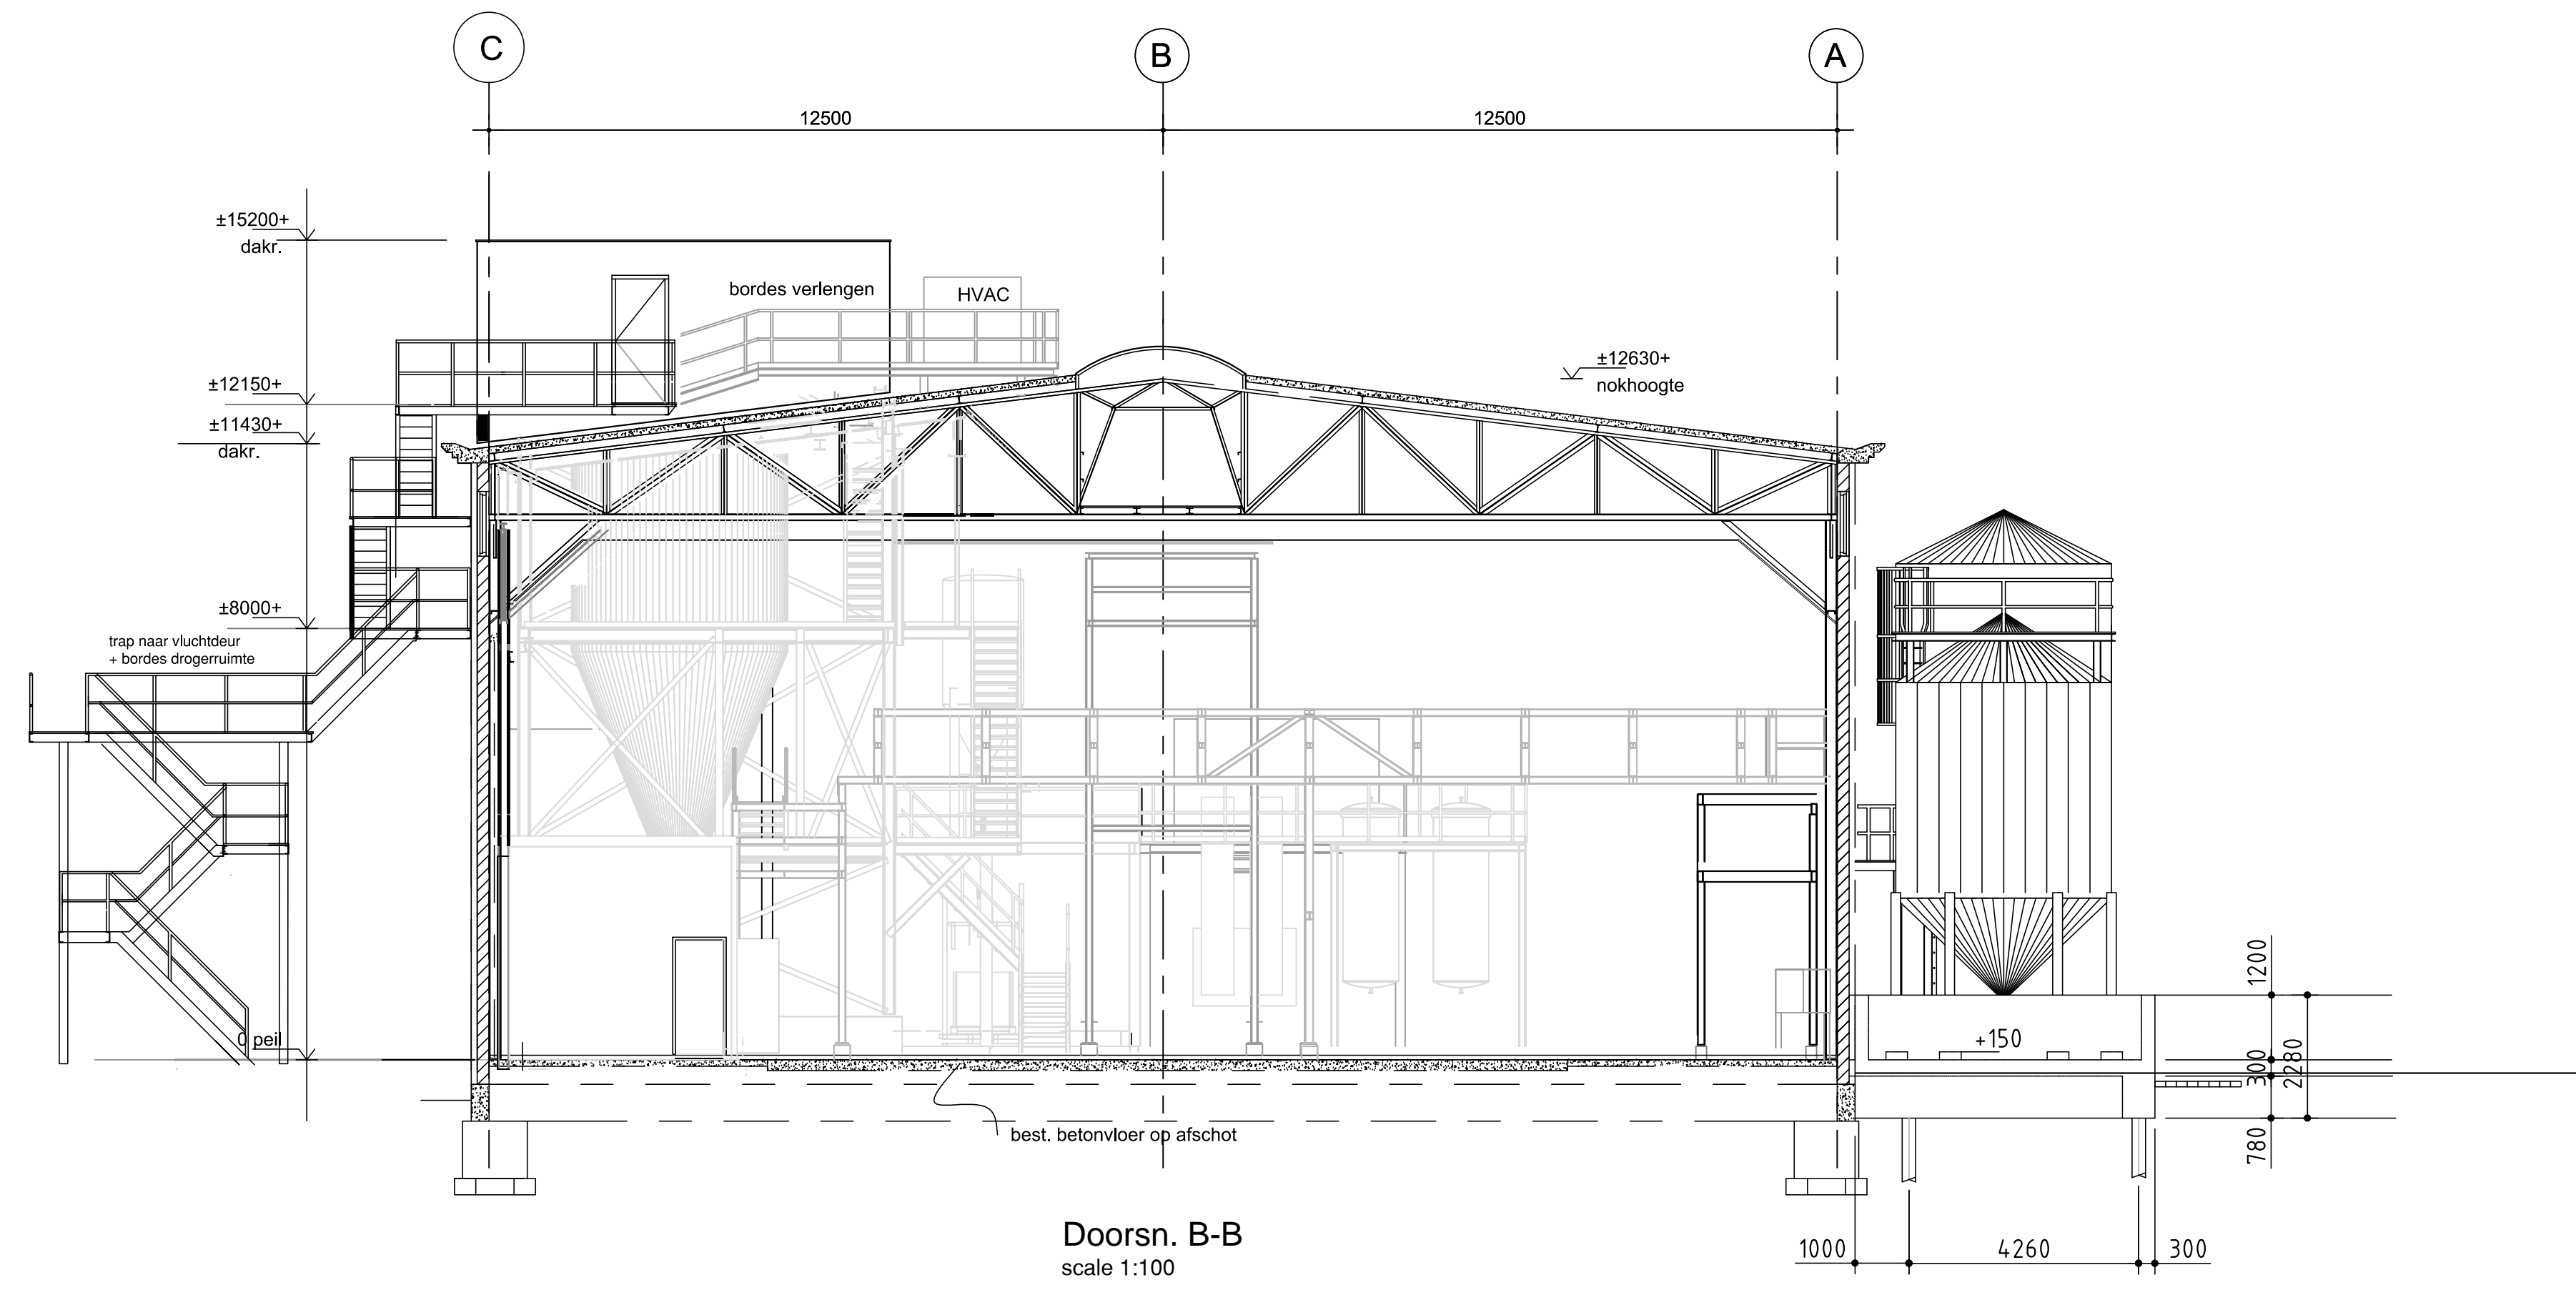 C
B
A
12500
12500
±15200+
dakr.
bordes verlengen
HVAC
±12630+
nokhoogte
±12150+
±11430+
dakr.
±8000+
trap naar vluchtdeur
+ bordes drogerruimte
0 peil
+150
1200
300
2280
780
best. betonvloer op afschot
Doorsn. B-B
scale 1:100
1000
4260
300